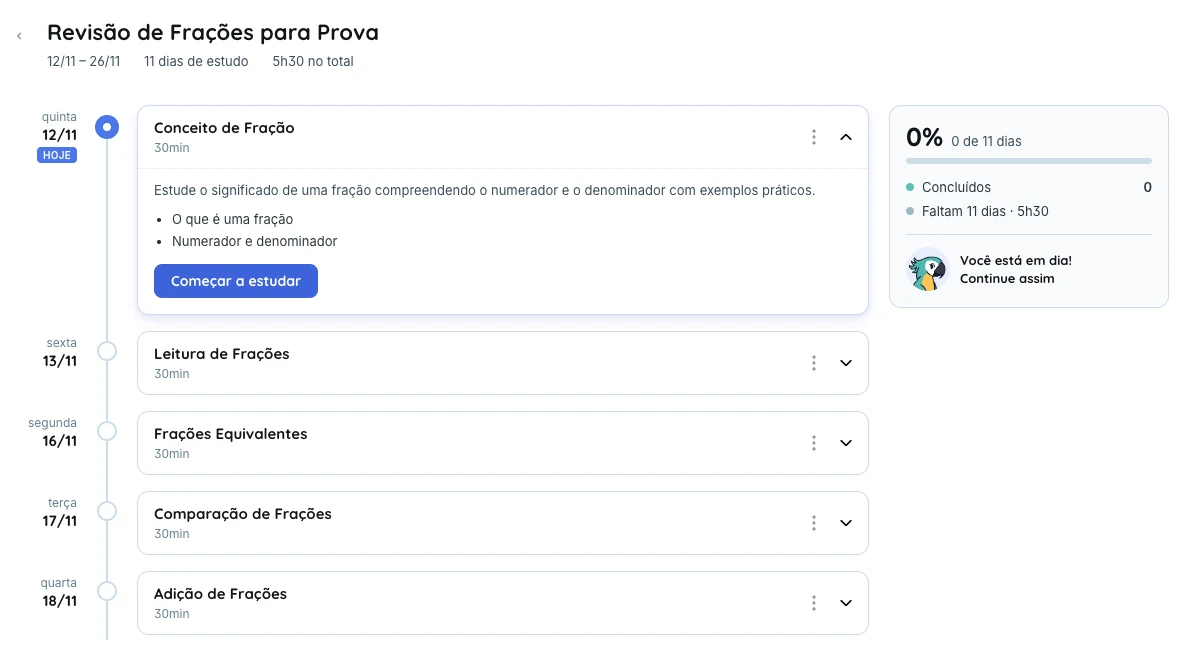 Revisão de Frações para Prova
12/11 – 26/11 11 dias de estudo 5h30 no total
quinta
12/11
HOJE
Conceito de Fração
30min
Estude o significado de uma fração compreendendo o numerador e o denominador com exemplos práticos.
• O que é uma fração
• Numerador e denominador
Começar a estudar
sexta
13/11
Leitura de Frações
30min
segunda
16/11
Frações Equivalentes
30min
terça
17/11
Comparação de Frações
30min
quarta
18/11
Adição de Frações
30min
0% 0 de 11 dias
Concluídos 0
Faltam 11 dias · 5h30
Você está em dia!
Continue assim